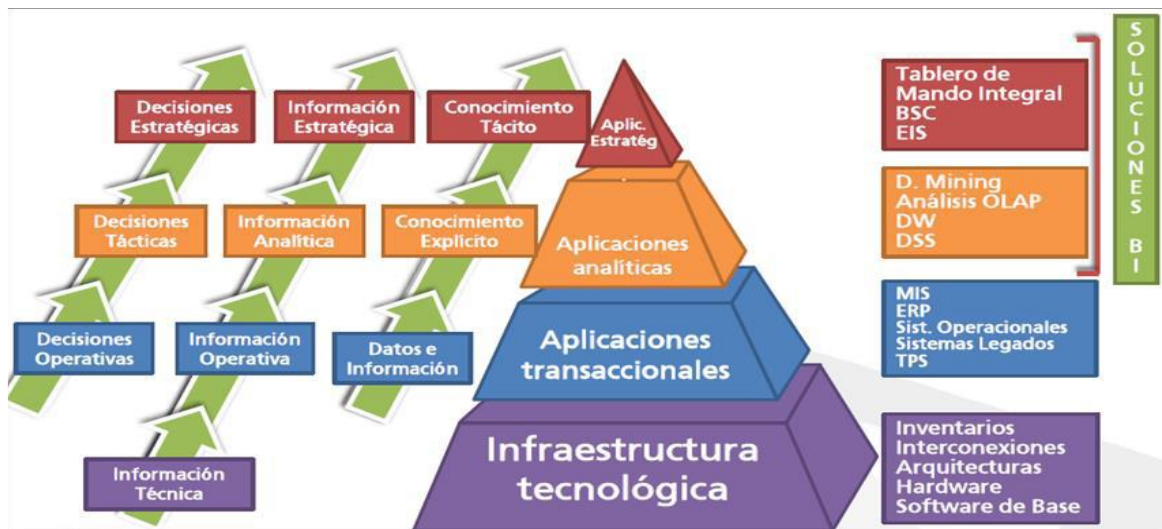 Decisiones
Estratégicas
Información
Estratégica
Conocimiento
Tácito
Aplic.
Estratég
Tablero de
Mando Integral
BSC
EIS
SOLUCIONES BI
Decisiones
Tácticas
Información
Analítica
Conocimiento
Explícito
Aplicaciones
analíticas
D. Mining
Análisis OLAP
DW
DSS
Decisiones
Operativas
Información
Operativa
Datos e
Información
Aplicaciones
transaccionales
MIS
ERP
Sist. Operacionales
Sistemas Legados
TPS
Información
Técnica
Infraestructura
tecnológica
Inventarios
Interconexiones
Arquitecturas
Hardware
Software de Base